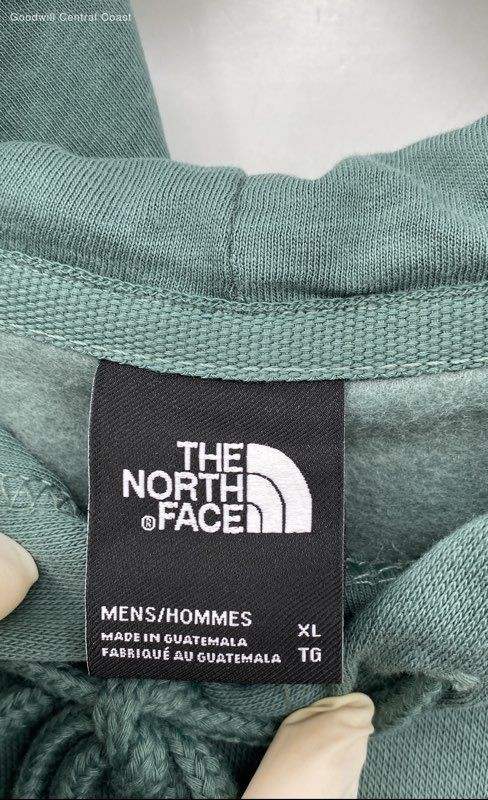 Goodwill Central Coast
THE
NORTH
® FACE
MENS/HOMMES
MADE IN GUATEMALA
FABRIQUÉ AU GUATEMALA
XL
TG